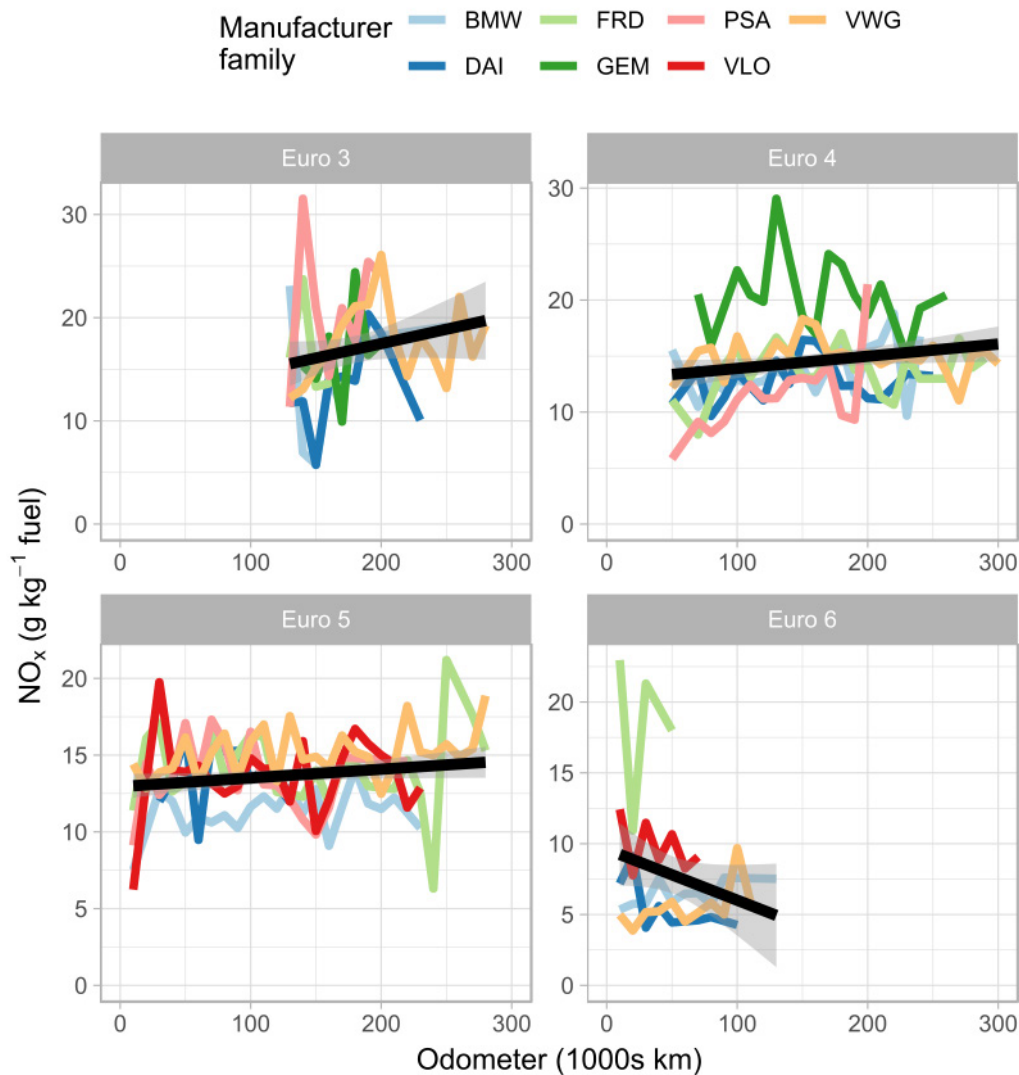 Manufacturer family
BMW FRD PSA VWG
DAI GEM VLO
Euro 3 Euro 4
30
20
10
0
30
20
10
0
0 100 200 300 0 100 200 300
Euro 5 Euro 6
20
15
10
5
0
20
15
10
5
0
0 100 200 300 0 100 200 300
NOₓ (g kg⁻¹ fuel)
Odometer (1000s km)